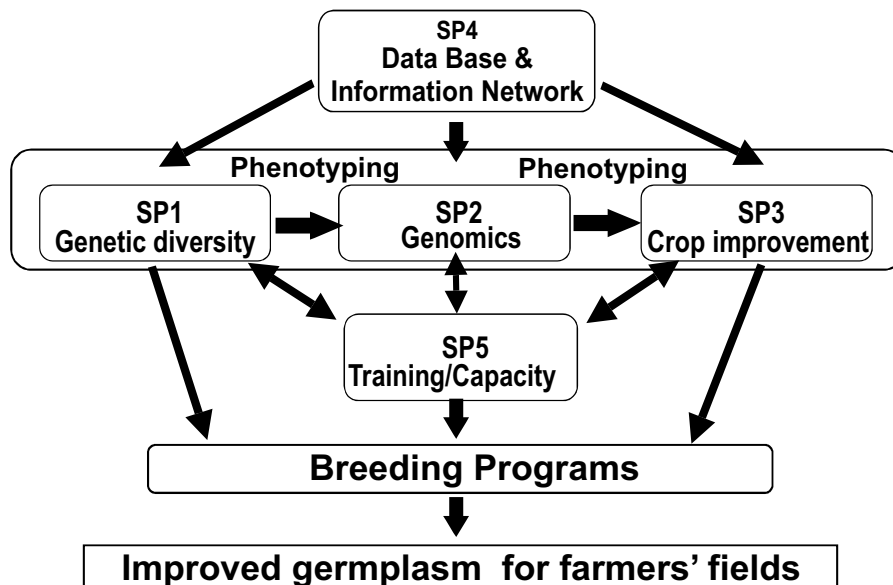 SP4
Data Base &
Information Network
Phenotyping
Phenotyping
SP1
Genetic diversity
SP2
Genomics
SP3
Crop improvement
SP5
Training/Capacity
Breeding Programs
Improved germplasm for farmers’ fields